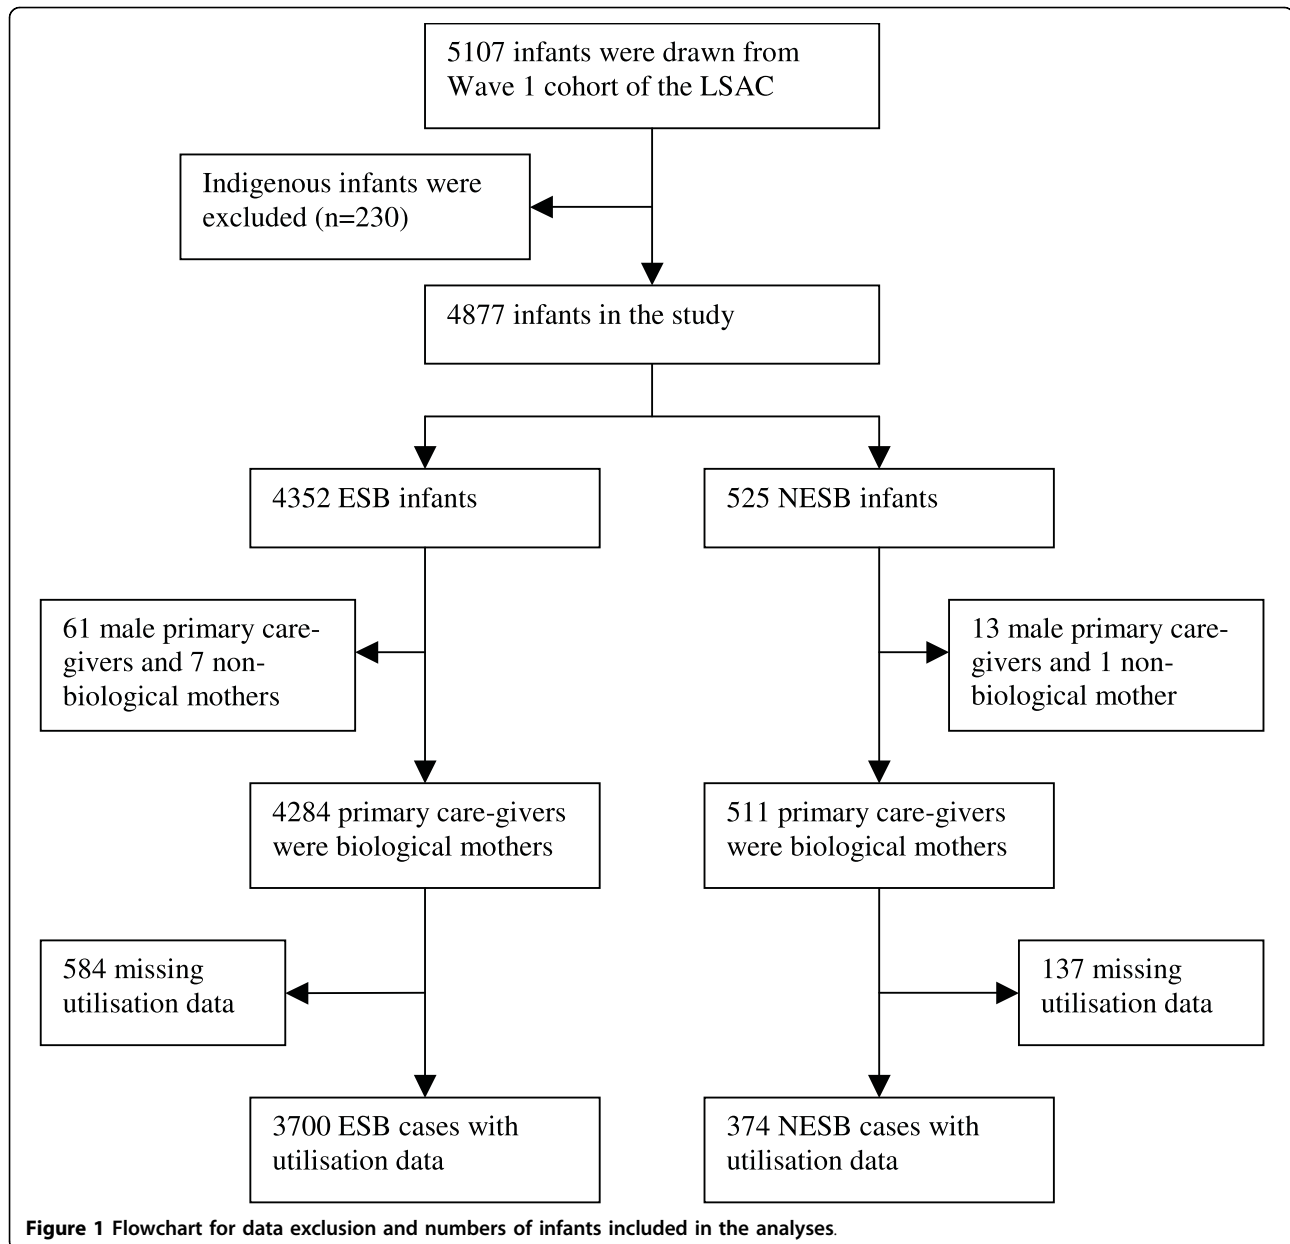 5107 infants were drawn from
Wave 1 cohort of the LSAC
Indigenous infants were
excluded (n=230)
4877 infants in the study
4352 ESB infants
525 NESB infants
61 male primary care-
givers and 7 non-
biological mothers
13 male primary care-
givers and 1 non-
biological mother
4284 primary care-givers
were biological mothers
511 primary care-givers
were biological mothers
584 missing
utilisation data
137 missing
utilisation data
3700 ESB cases with
utilisation data
374 NESB cases with
utilisation data
Figure 1 Flowchart for data exclusion and numbers of infants included in the analyses.